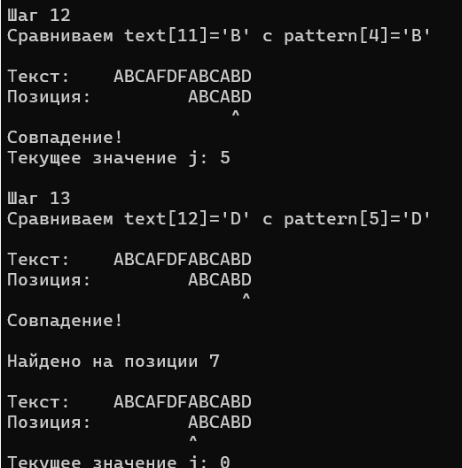 Шаг 12
Сравниваем text[11]='B' с pattern[4]='B'
Текст:    ABCAFDFABCABD
Позиция:         ABCABD
^
Совпадение!
Текущее значение j: 5
Шаг 13
Сравниваем text[12]='D' с pattern[5]='D'
Текст:    ABCAFDFABCABD
Позиция:         ABCABD
^
Совпадение!
Найдено на позиции 7
Текст:    ABCAFDFABCABD
Позиция:         ABCABD
^
Текущее значение j: 0